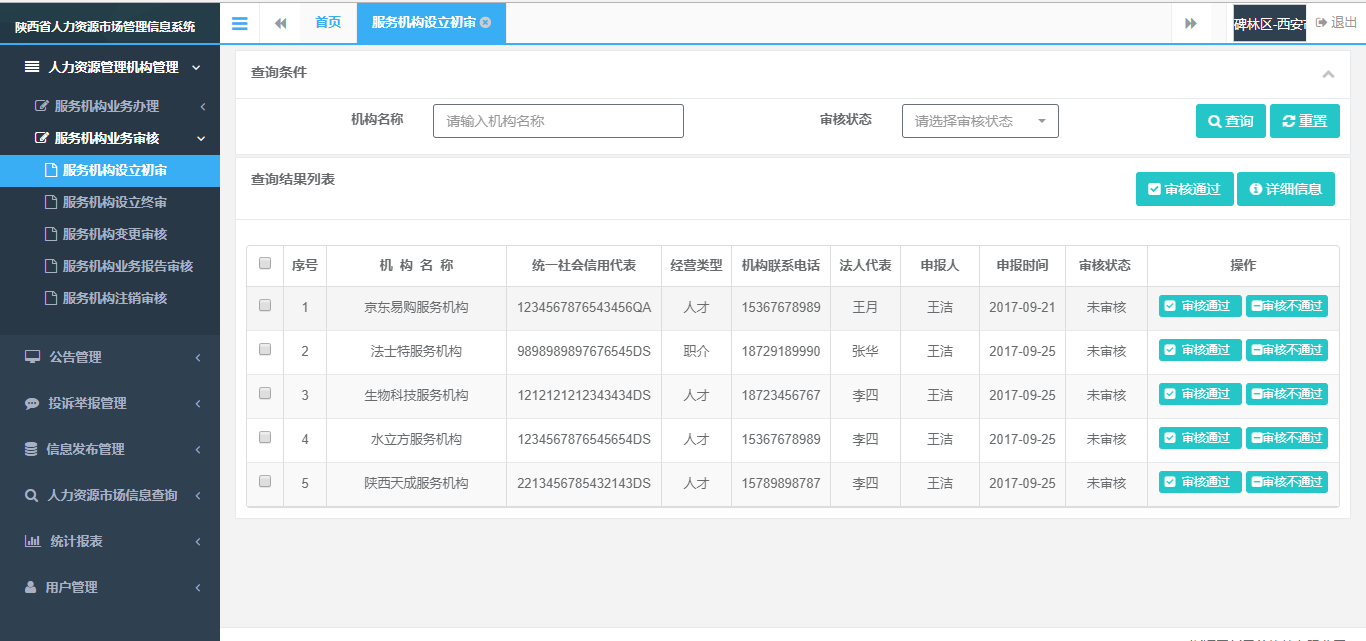 陕西省人力资源市场管理信息系统
首页
服务机构设立初审
碑林区-西安
退出
人力资源管理机构管理
服务机构业务办理
服务机构业务审核
服务机构设立初审
服务机构设立终审
服务机构变更审核
服务机构业务报告审核
服务机构注销审核
公告管理
投诉举报管理
信息发布管理
人力资源市场信息查询
统计报表
用户管理
查询条件
机构名称 请输入机构名称 审核状态 请选择审核状态 查询 重置
查询结果列表
审核通过 详细信息
序号 机 构 名 称 统一社会信用代表 经营类型 机构联系电话 法人代表 申报人 申报时间 审核状态 操作
1 京东易购服务机构 1234567876543456QA 人才 15367678989 王月 王洁 2017-09-21 未审核 审核通过 审核不通过
2 法士特服务机构 9898989897676545DS 职介 18729189990 张华 王洁 2017-09-25 未审核 审核通过 审核不通过
3 生物科技服务机构 1212121212343434DS 人才 18723456767 李四 王洁 2017-09-25 未审核 审核通过 审核不通过
4 水立方服务机构 1234567876545654DS 人才 15367678989 李四 王洁 2017-09-25 未审核 审核通过 审核不通过
5 陕西天成服务机构 2213456785432143DS 人才 15789898787 李四 王洁 2017-09-25 未审核 审核通过 审核不通过